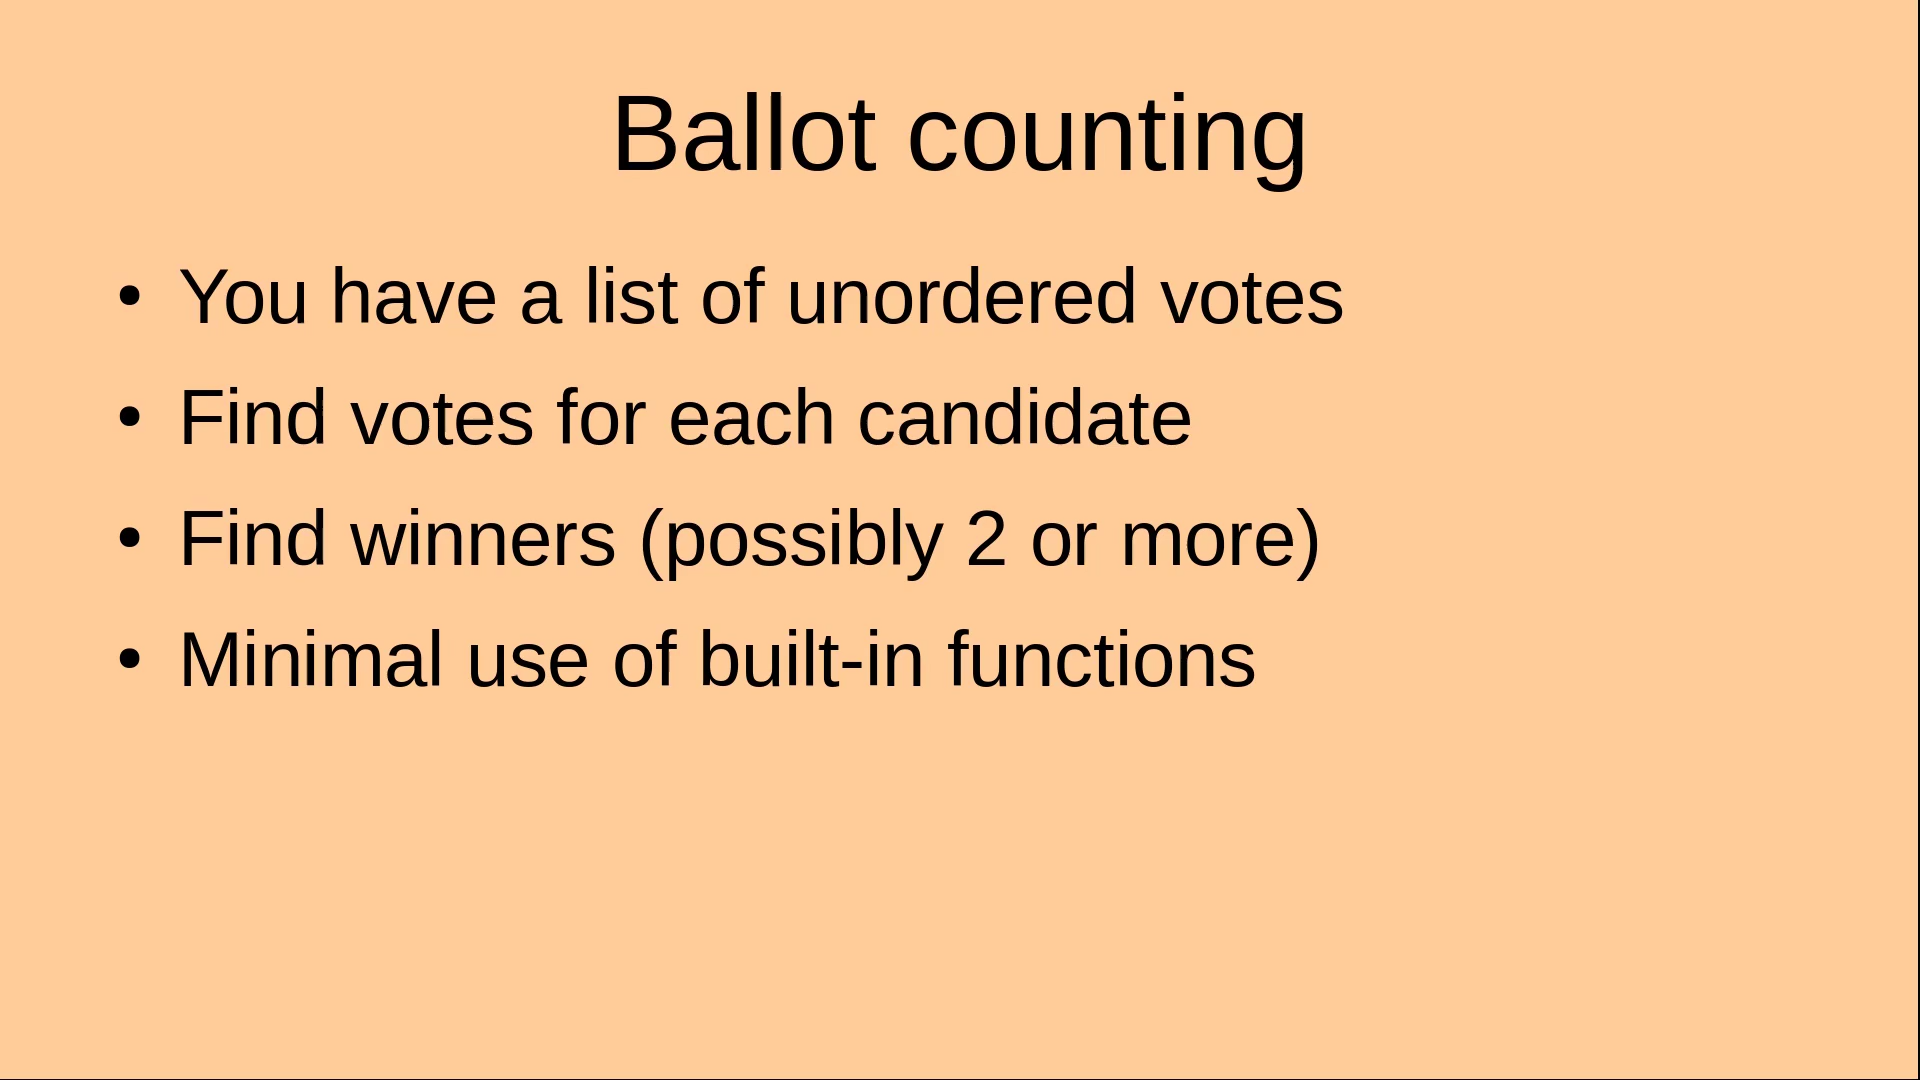 Ballot counting
• You have a list of unordered votes
• Find votes for each candidate
• Find winners (possibly 2 or more)
• Minimal use of built-in functions